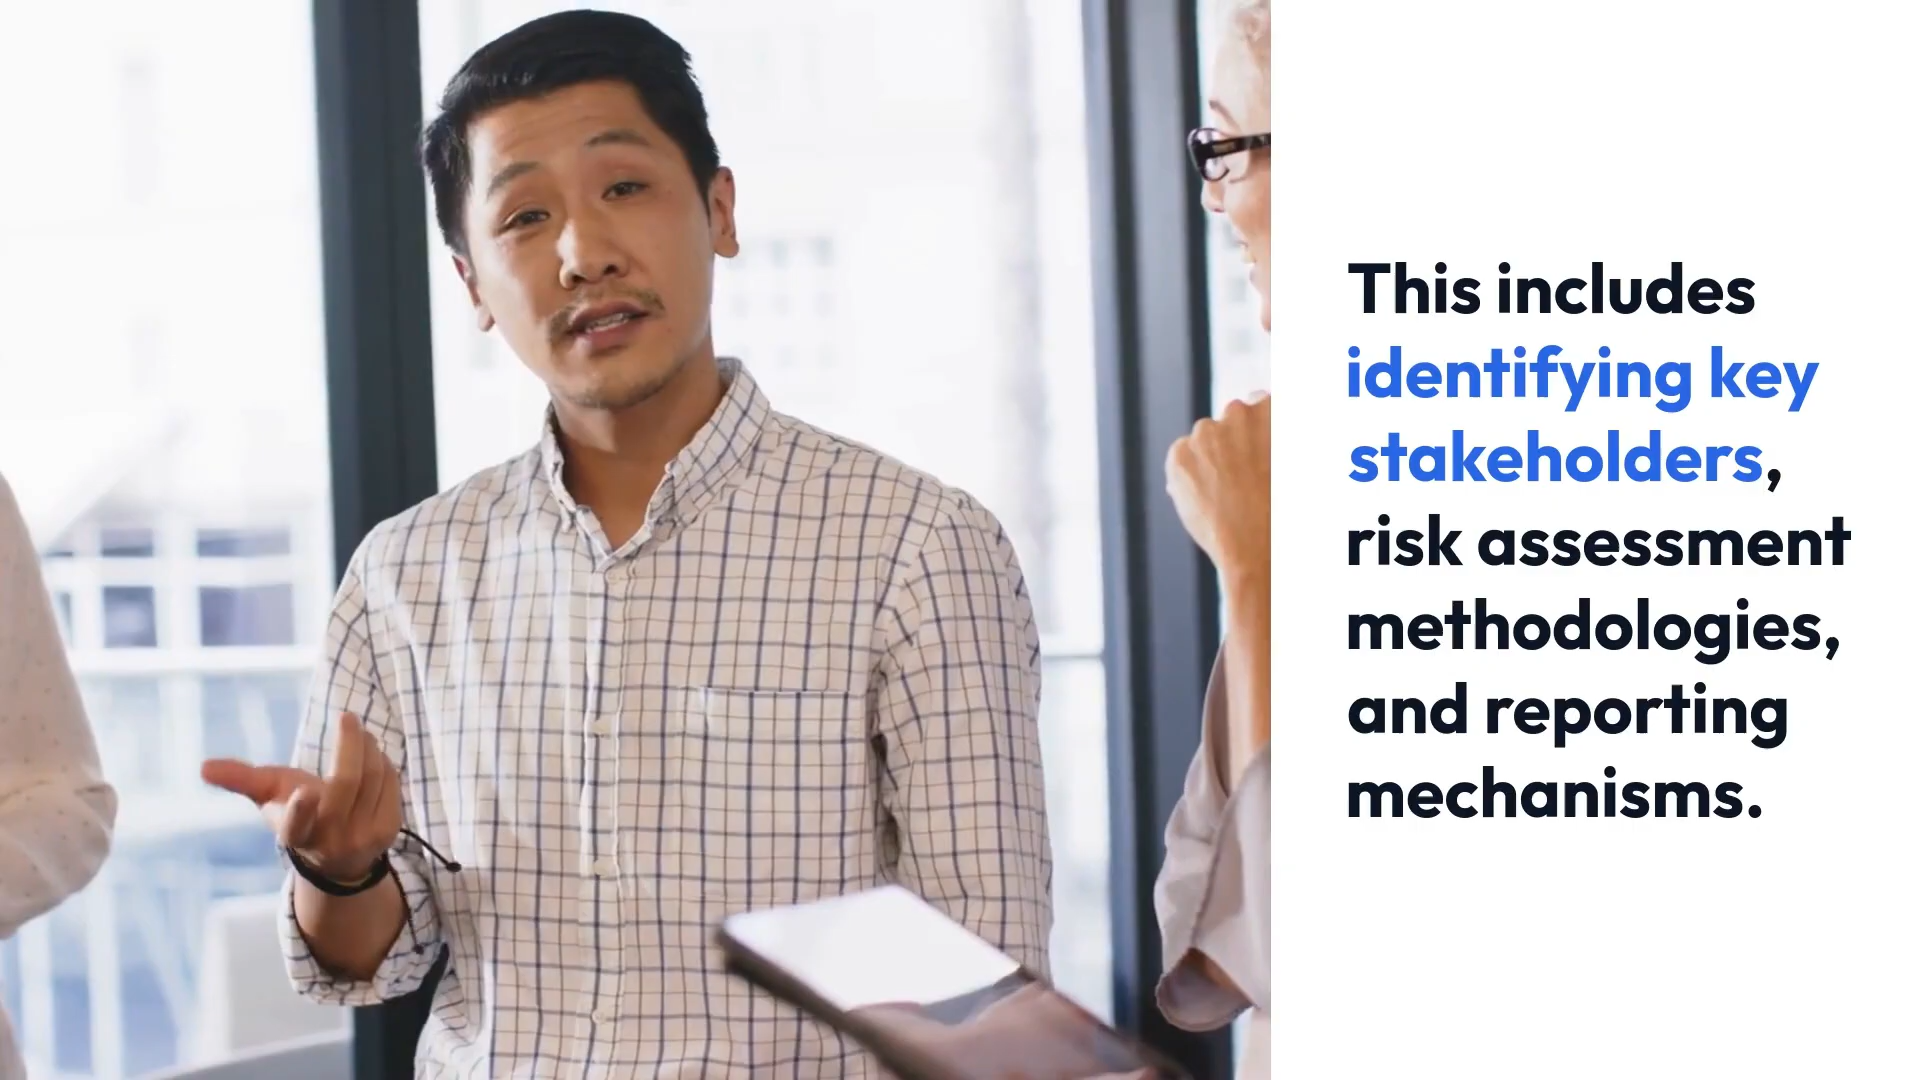 This includes
identifying key
stakeholders,
risk assessment
methodologies,
and reporting
mechanisms.